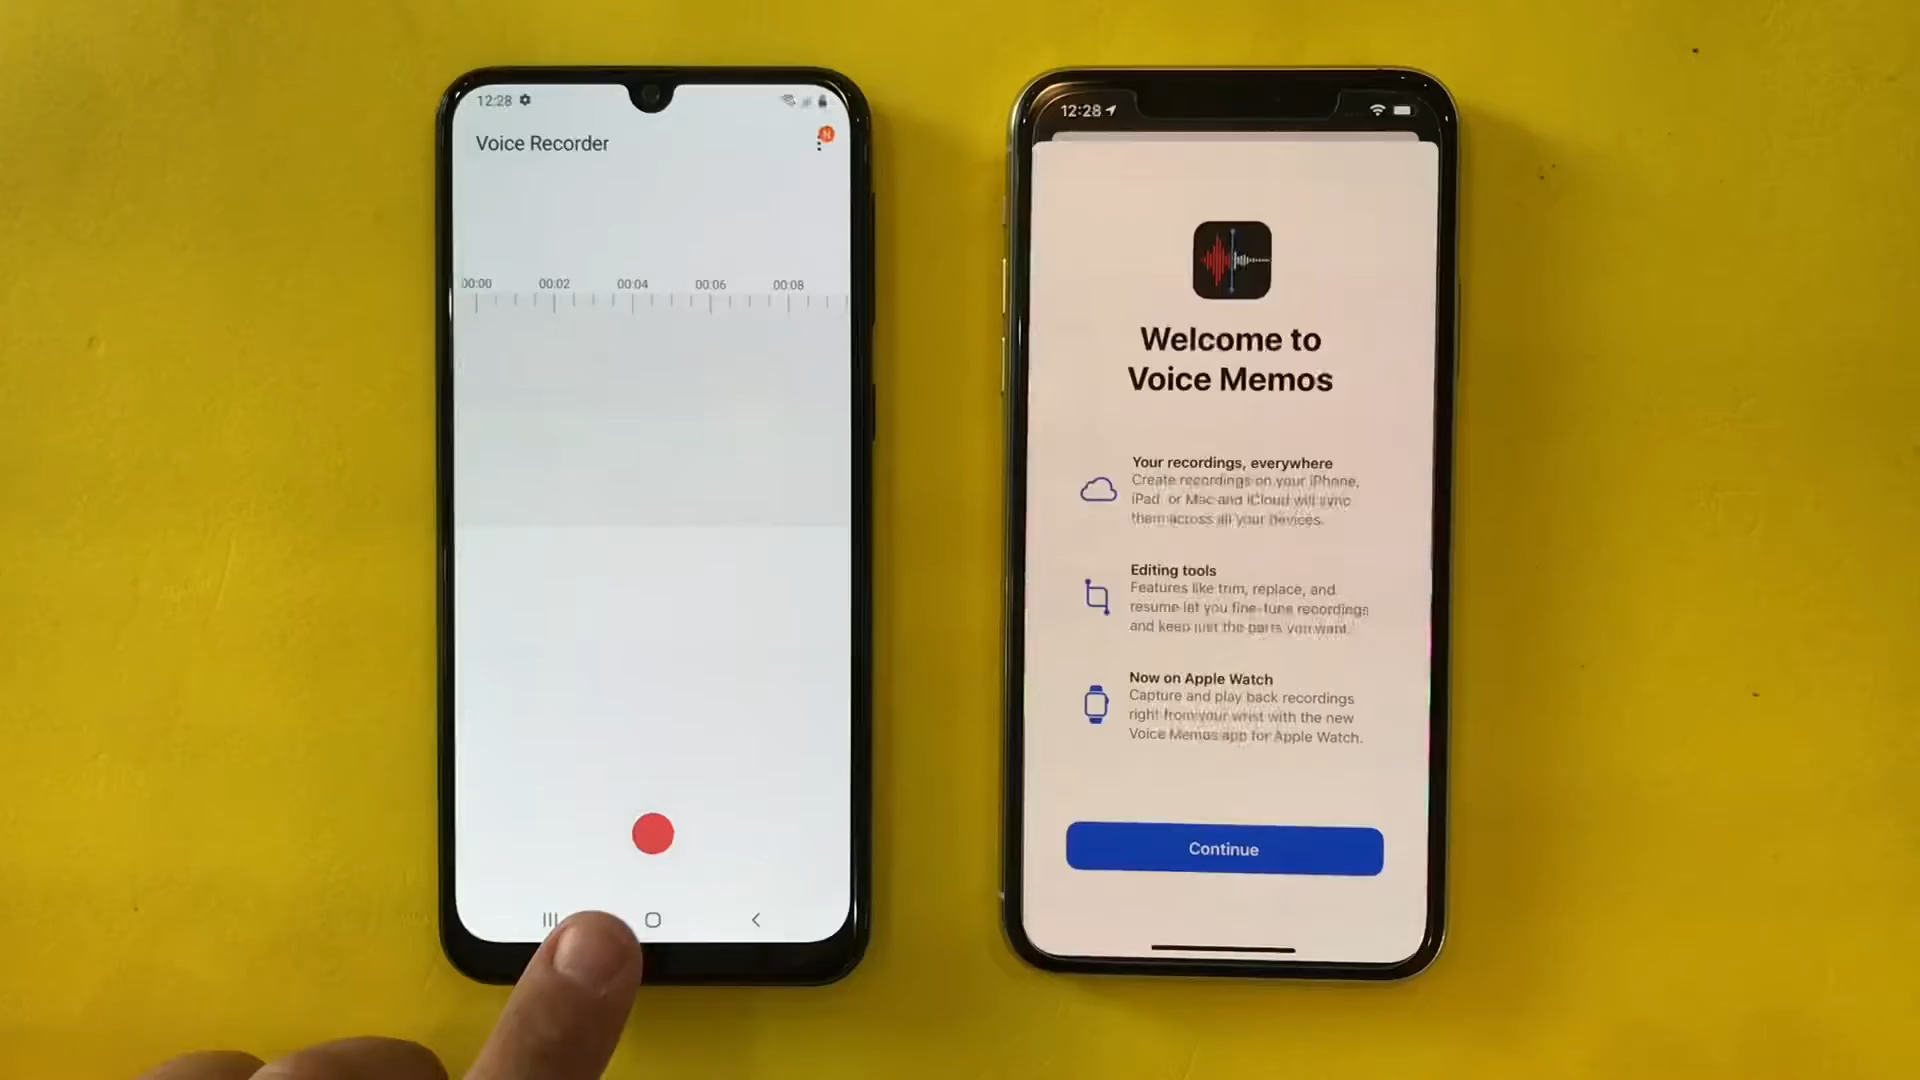 12:28
Voice Recorder
N
00:00 00:02 00:04 00:06 00:08
12:28
Welcome to
Voice Memos
Your recordings, everywhere
Create recordings on your iPhone,
iPad, or Mac and iCloud will sync
them across all your devices.
Editing tools
Features like trim, replace, and
resume let you fine-tune recordings
and keep just the parts you want.
Now on Apple Watch
Capture and play back recordings
right from your wrist with the new
Voice Memos app for Apple Watch.
Continue